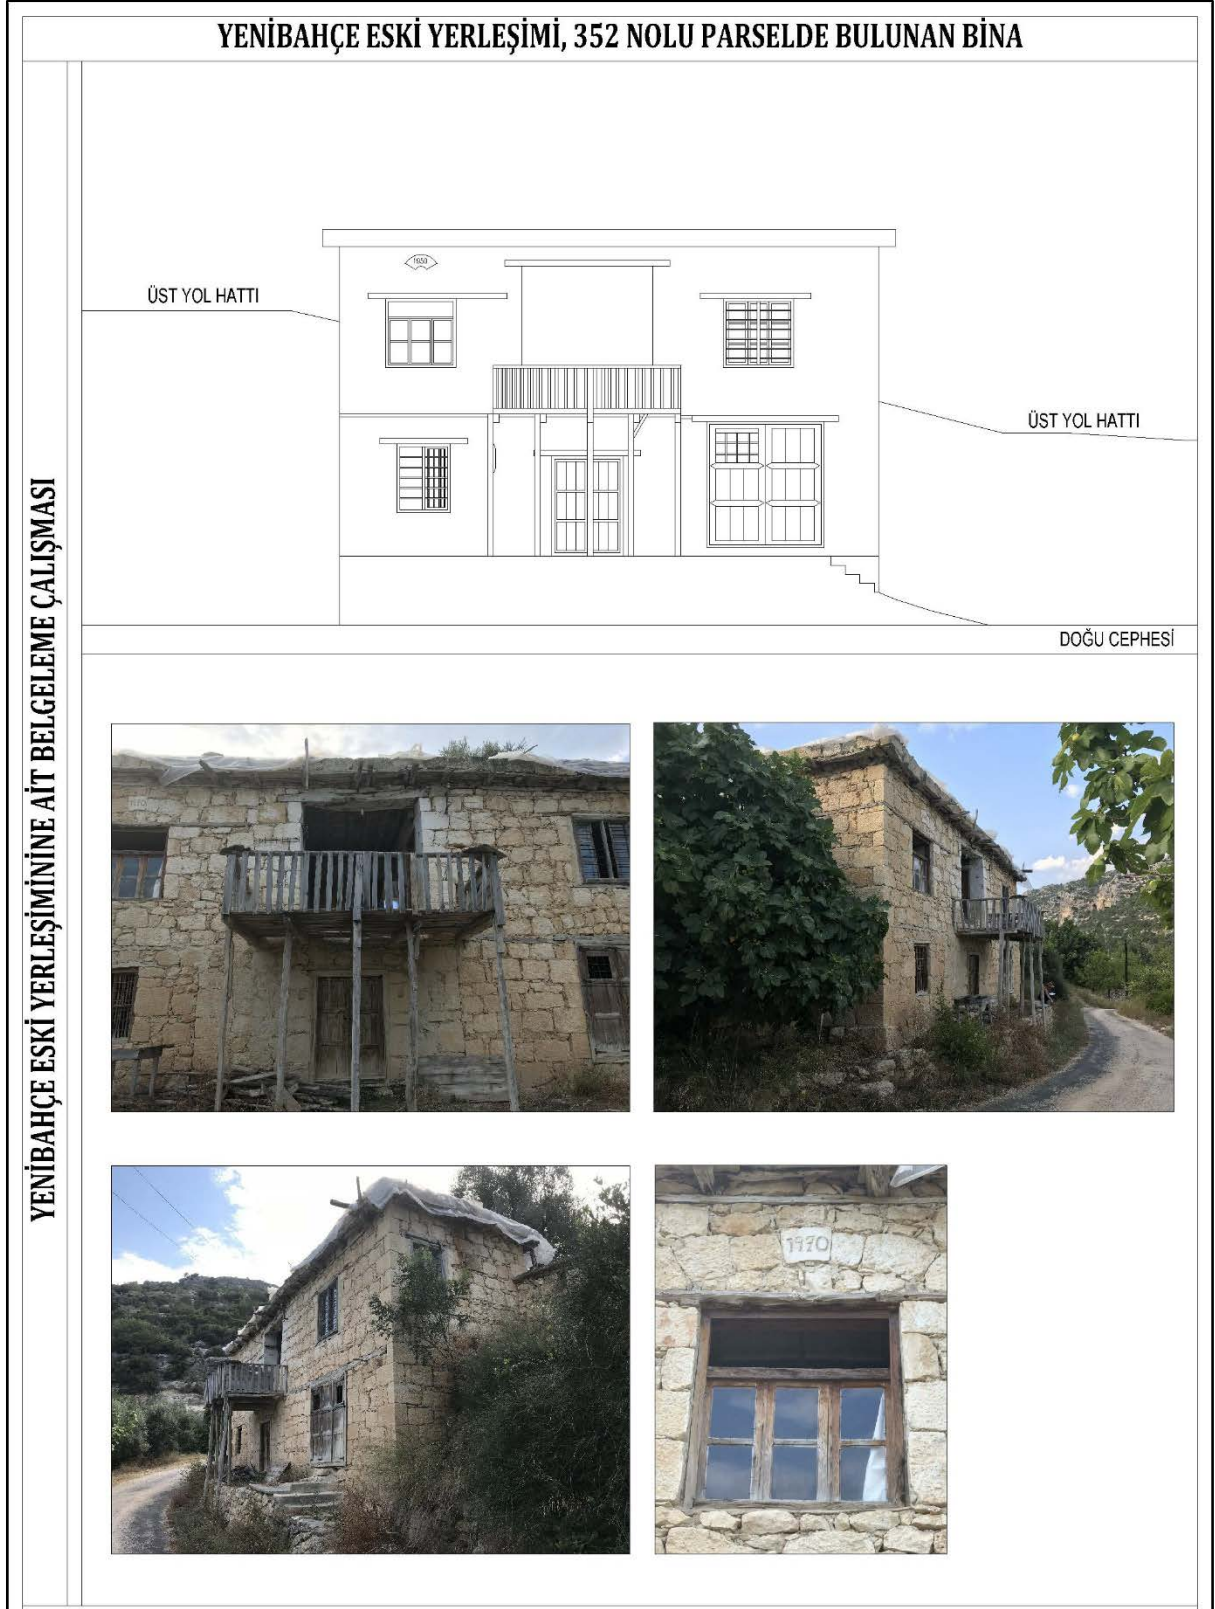 YENİBAHÇE ESKİ YERLEŞİMİ, 352 NOLU PARSELDE BULUNAN BİNA
YENİBAHÇE ESKİ YERLEŞİMİNİNE AİT BELGELEME ÇALIŞMASI
ÜST YOL HATTI
ÜST YOL HATTI
DOĞU CEPHESİ
1970